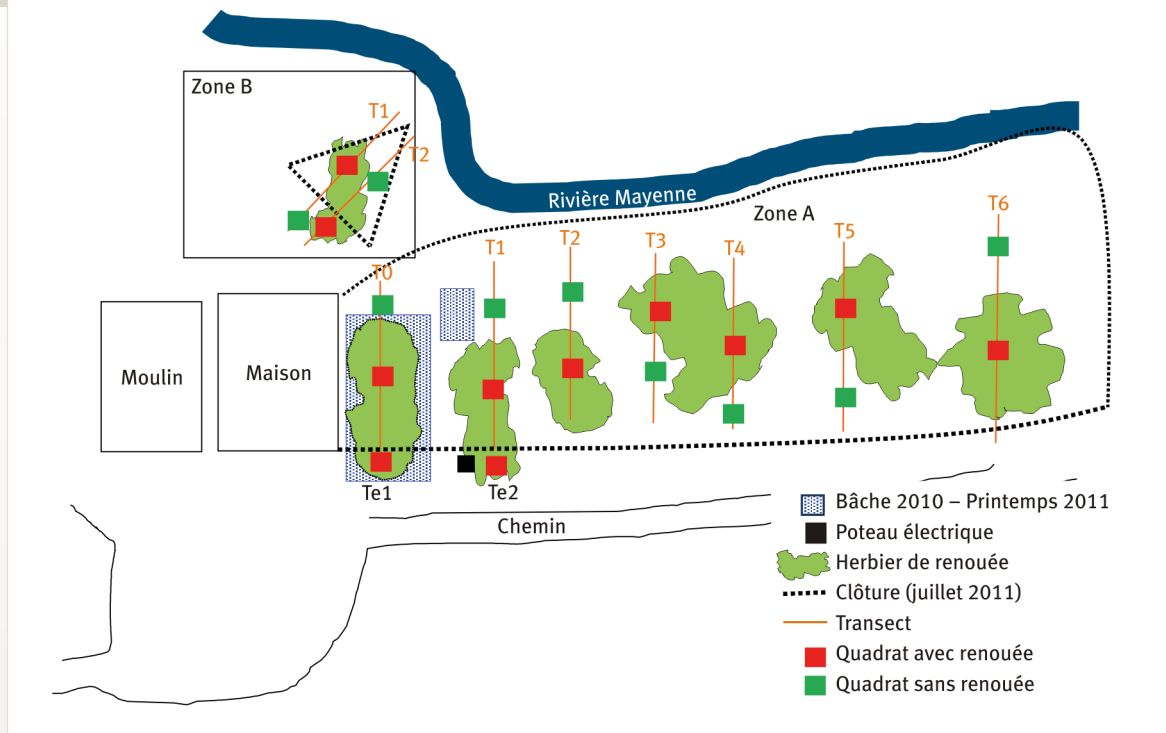 Zone B
T1
T2
Rivière Mayenne
Zone A
T0
T1
T2
T3
T4
T5
T6
Moulin
Maison
Te1
Te2
Chemin
Bâche 2010 – Printemps 2011
Poteau électrique
Herbier de renouée
Clôture (juillet 2011)
Transect
Quadrat avec renouée
Quadrat sans renouée